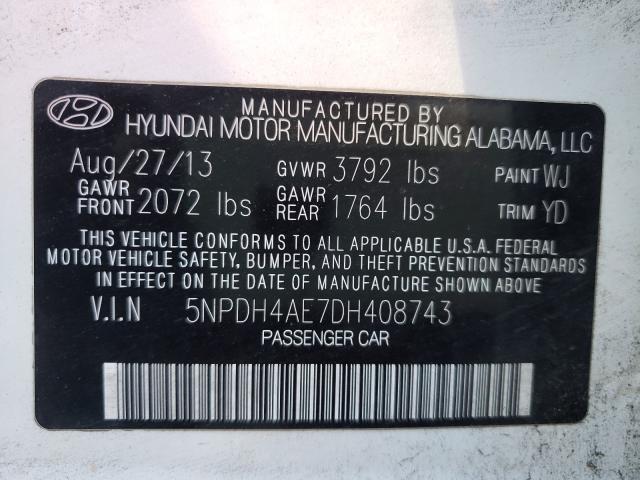 MANUFACTURED BY
HYUNDAI MOTOR MANUFACTURING ALABAMA, LLC
Aug/27/13 GVWR 3792 lbs PAINT WJ
GAWR FRONT 2072 lbs GAWR REAR 1764 lbs TRIM YD
THIS VEHICLE CONFORMS TO ALL APPLICABLE U.S.A. FEDERAL
MOTOR VEHICLE SAFETY, BUMPER, AND THEFT PREVENTION STANDARDS
IN EFFECT ON THE DATE OF MANUFACTURE SHOWN ABOVE.
V.I.N 5NPDH4AE7DH408743
PASSENGER CAR